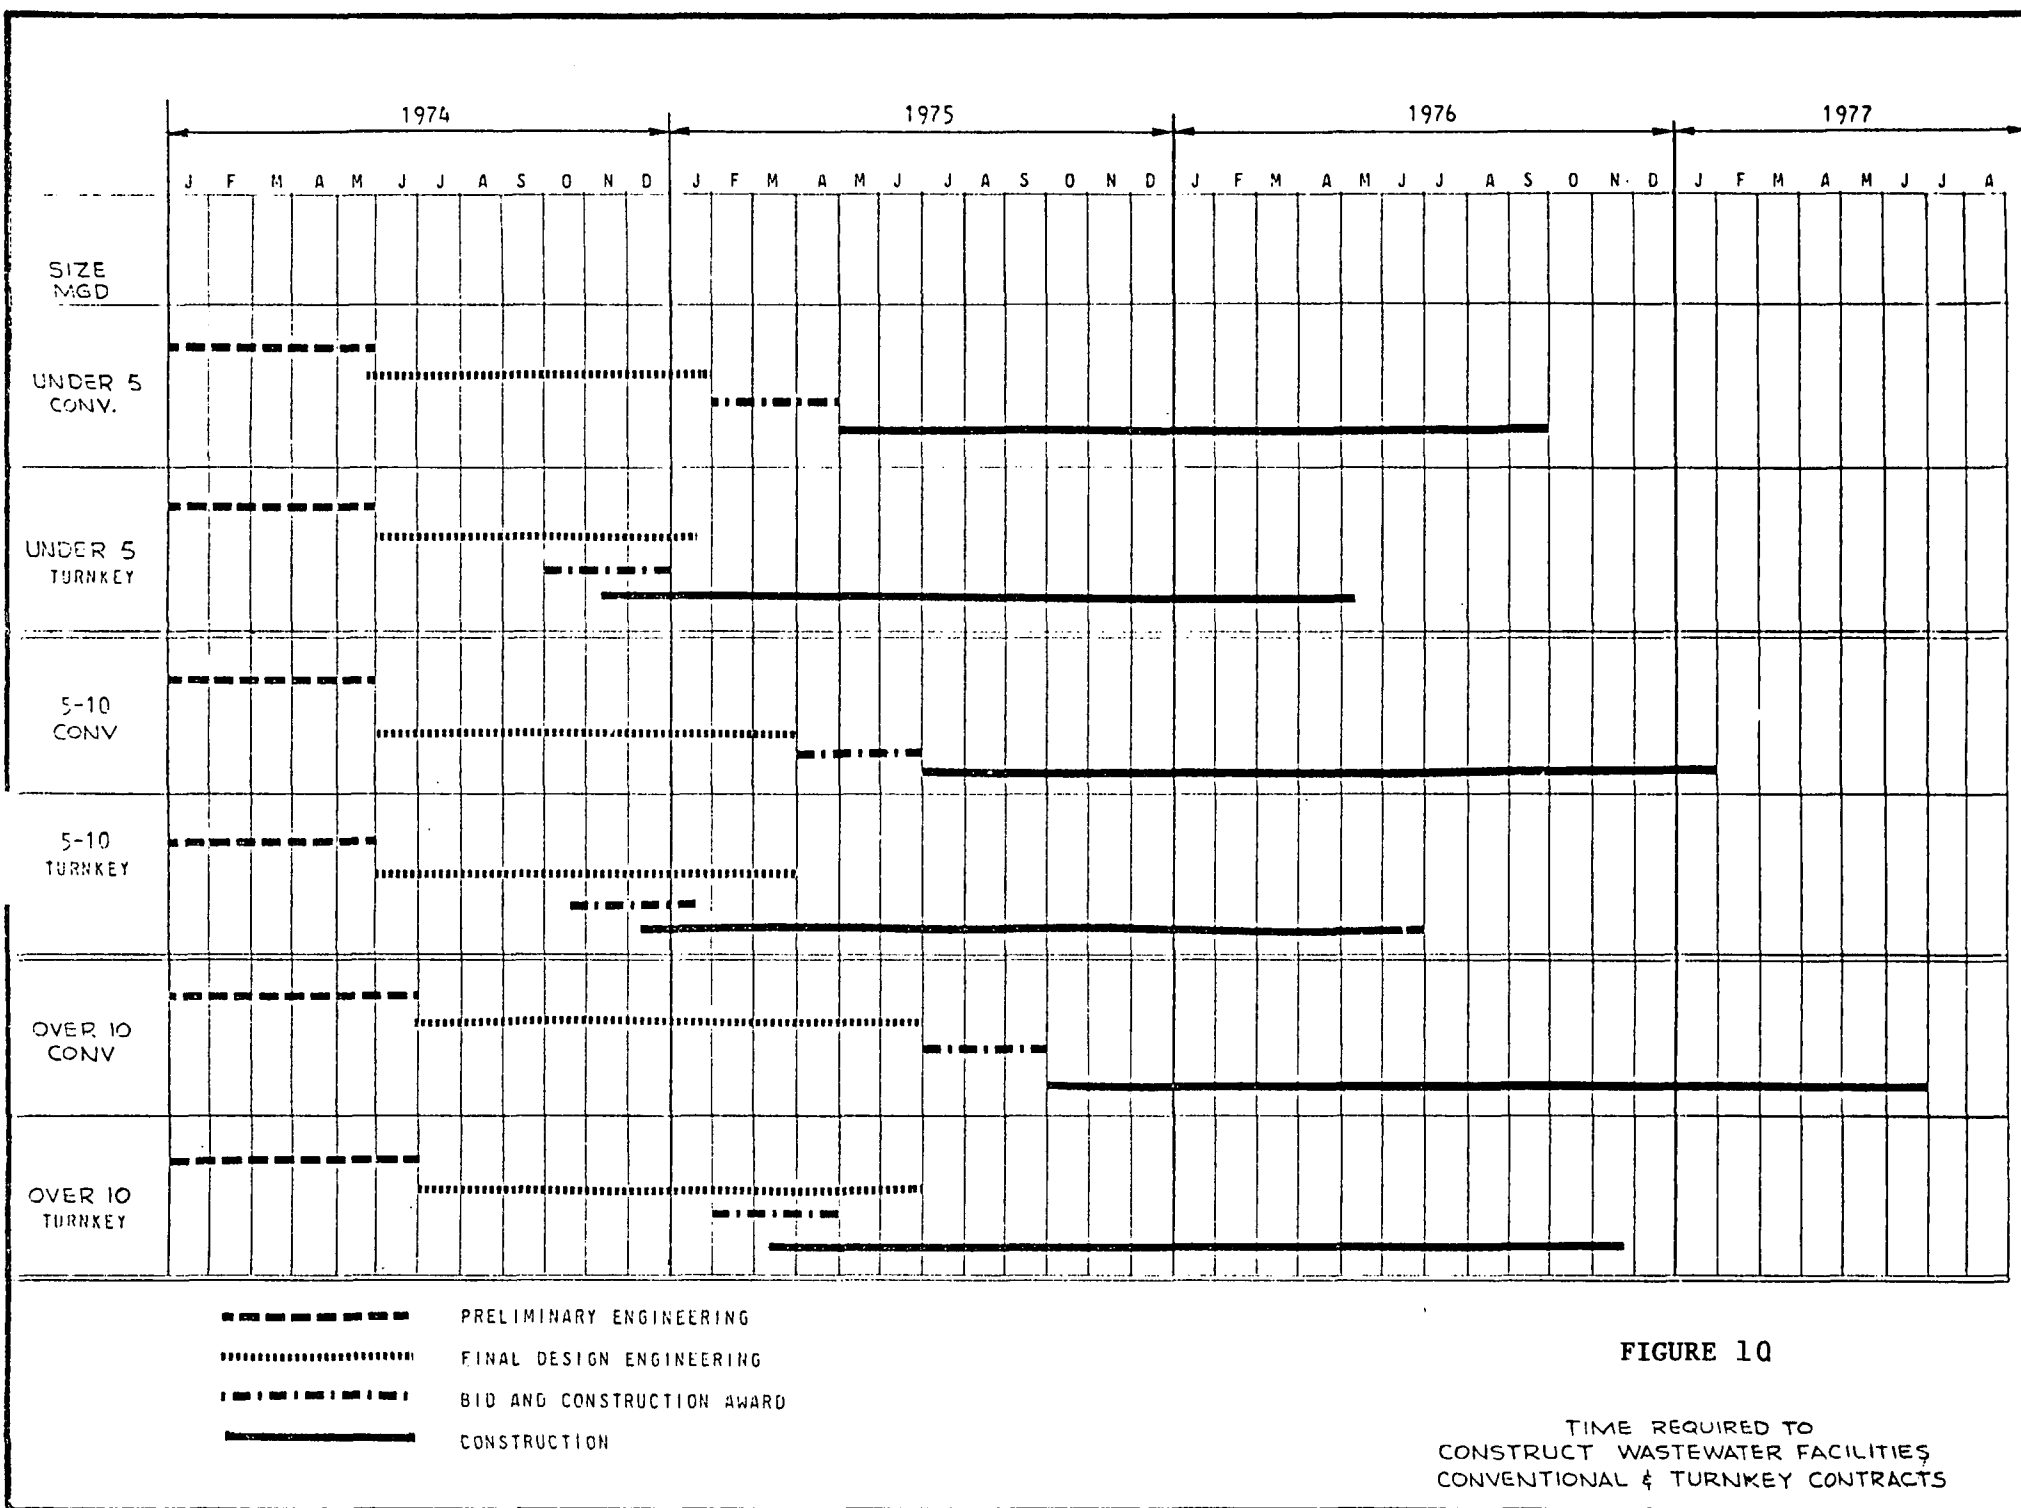 1974 1975 1976 1977
J F M A M J J A S O N D J F M A M J J A S O N D J F M A M J J A S O N D J F M A M J J A
SIZE
MGD
UNDER 5
CONV.
UNDER 5
TURNKEY
5-10
CONV
5-10
TURNKEY
OVER 10
CONV
OVER 10
TURNKEY
PRELIMINARY ENGINEERING
FINAL DESIGN ENGINEERING
BID AND CONSTRUCTION AWARD
CONSTRUCTION
FIGURE 10
TIME REQUIRED TO
CONSTRUCT WASTEWATER FACILITIES
CONVENTIONAL & TURNKEY CONTRACTS